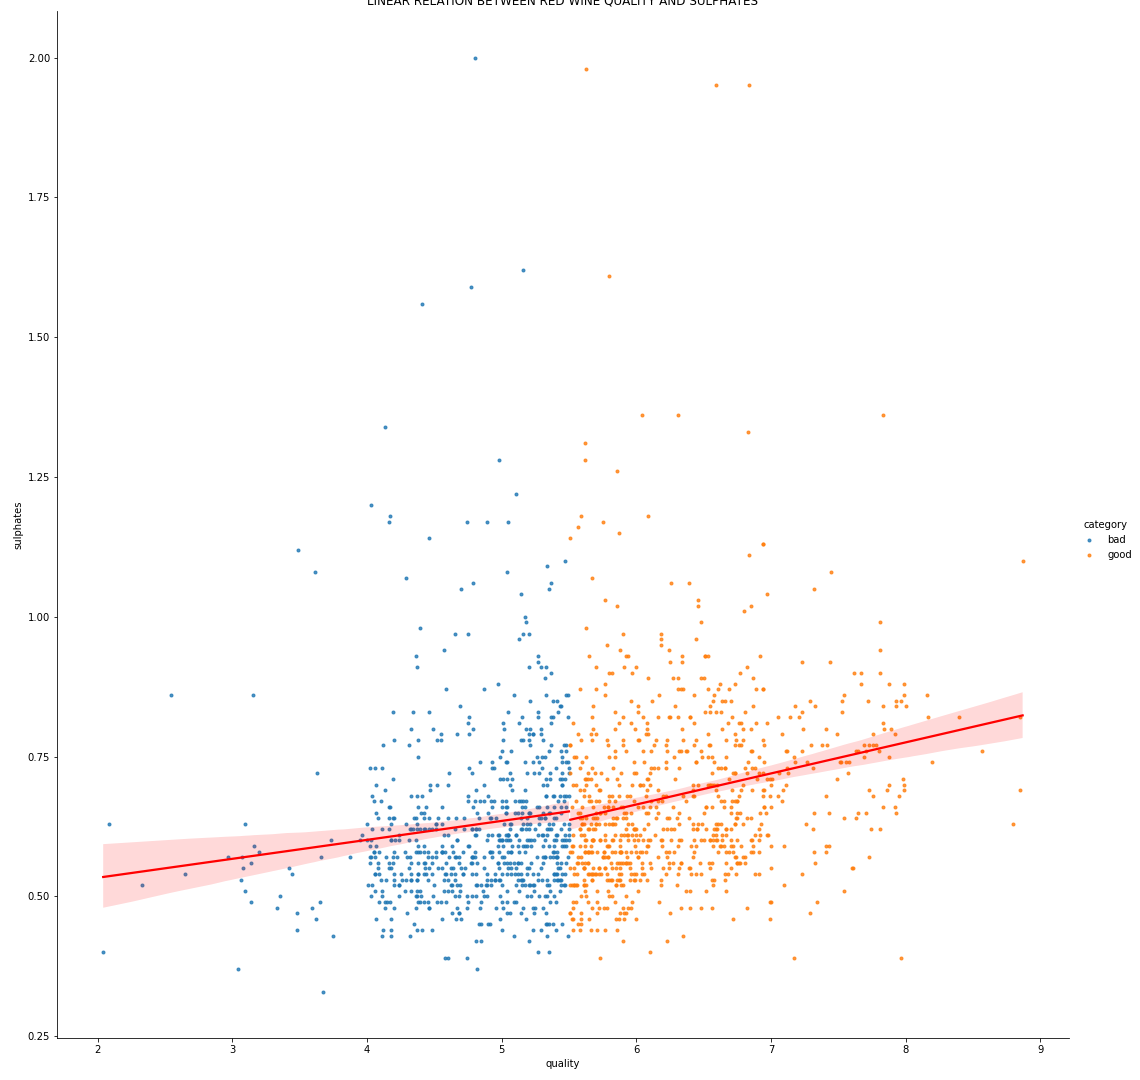 LINEAR RELATION BETWEEN RED WINE QUALITY AND SULPHATES
2.00
1.75
1.50
1.25
1.00
0.75
0.50
0.25
sulphates
2 3 4 5 6 7 8 9
quality
category
bad
good